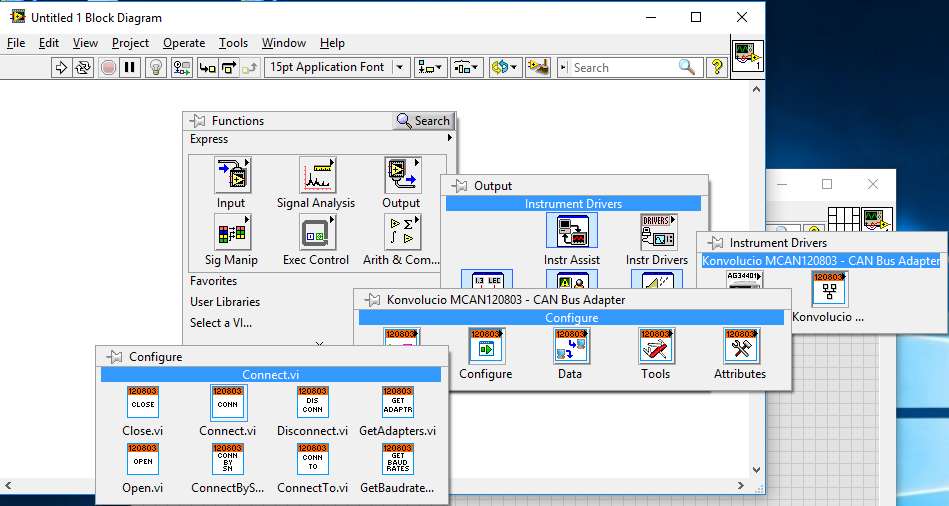 Untitled 1 Block Diagram
File Edit View Project Operate Tools Window Help
15pt Application Font
Search
1
Functions
Search
Express
Input Signal Analysis Output
Sig Manip Exec Control Arith & Com...
Favorites
User Libraries
Select a VI...
Output
Instrument Drivers
DRIVERS
Instr Assist Instr Drivers
Instrument Drivers
Konvolucio MCAN120803 - CAN Bus Adapter
AG34401 120803
Konvolucio ...
Konvolucio MCAN120803 - CAN Bus Adapter
Configure
120803 120803 120803 120803 120803
Configure Data Tools Attributes
Configure
Connect.vi
120803 120803 120803 120803
CLOSE CONN DIS CONN GET ADAPTR
Close.vi Connect.vi Disconnect.vi GetAdapters.vi
120803 120803 120803 120803
OPEN CONN BY SN CONN TO GET BAUD RATES
Open.vi ConnectByS... ConnectTo.vi GetBaudrate...